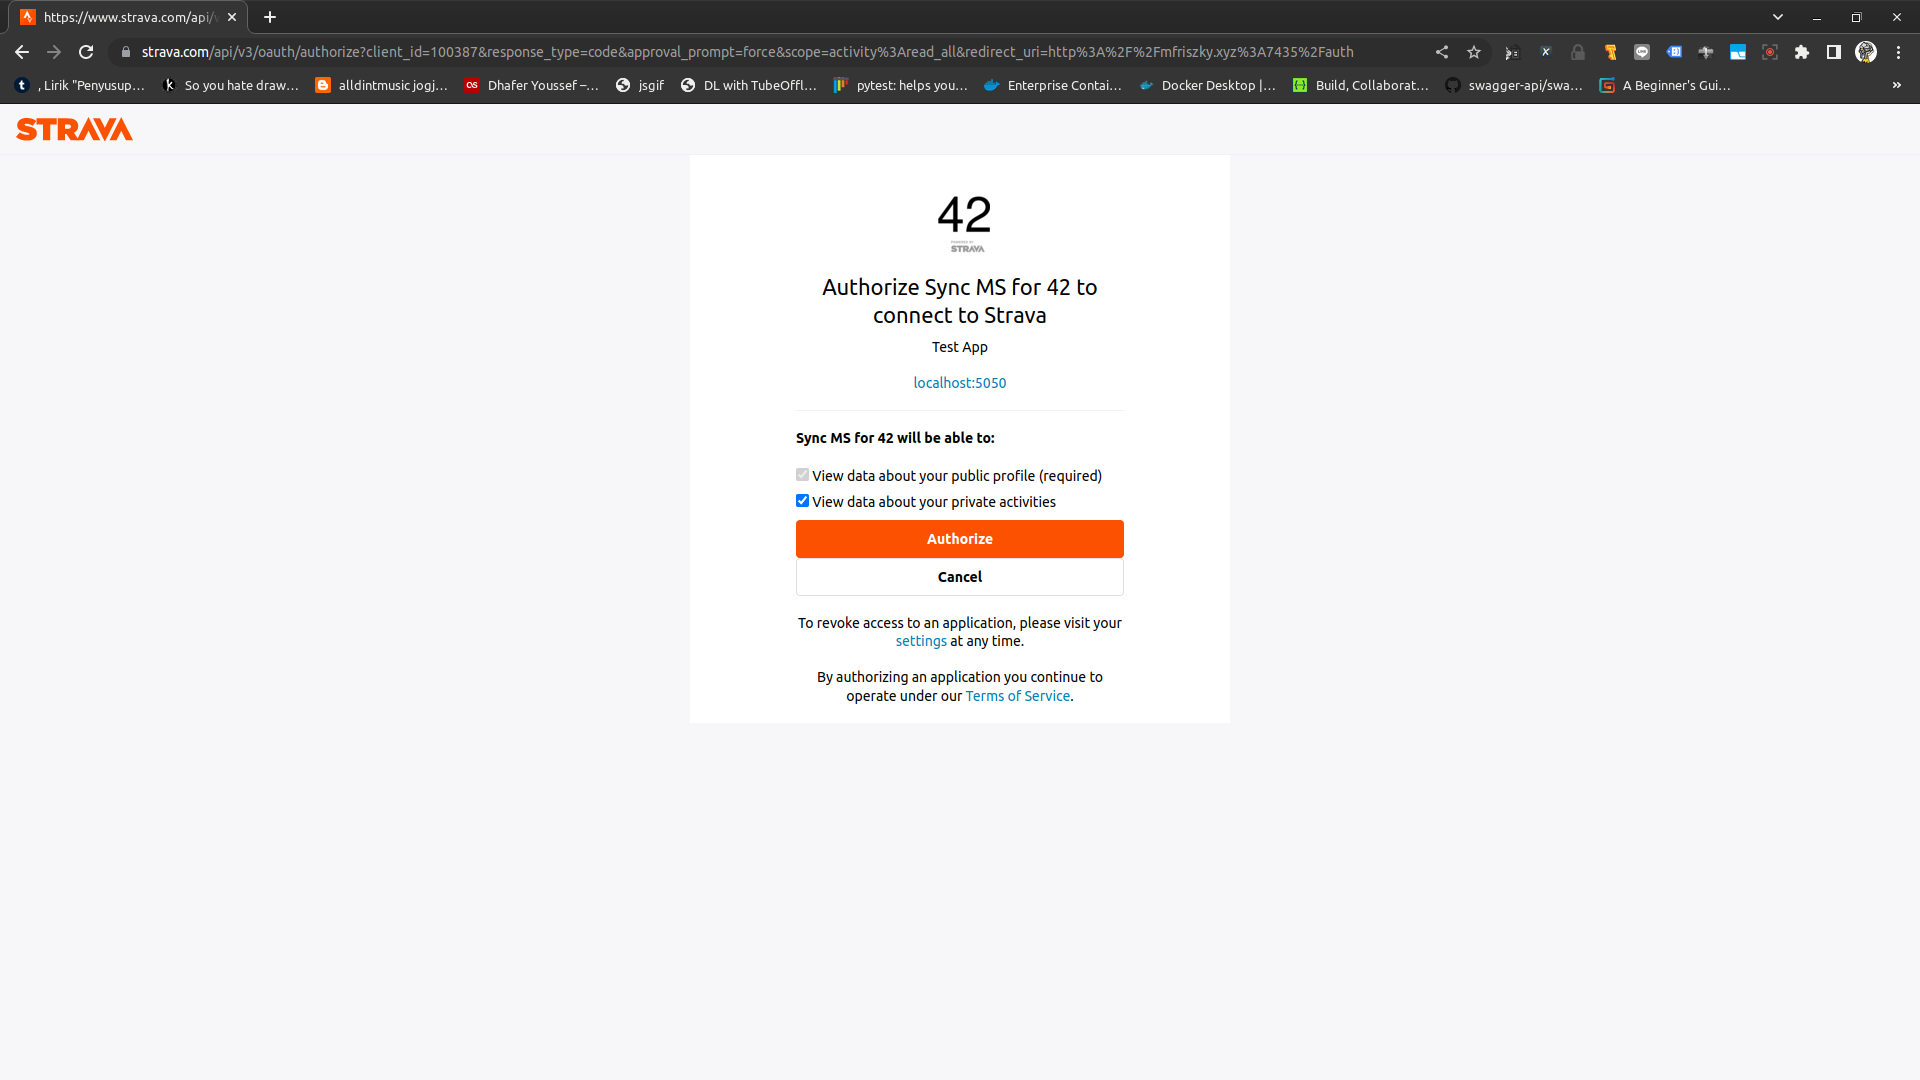 https://www.strava.com/api/v
strava.com/api/v3/oauth/authorize?client_id=100387&response_type=code&approval_prompt=force&scope=activity%3Aread_all&redirect_uri=http%3A%2F%2Fmfriszky.xyz%3A7435%2Fauth
, Lirik "Penyusup… So you hate draw… alldintmusic jogj… Dhafer Youssef –… jsgif DL with TubeOffl… pytest: helps you… Enterprise Contai… Docker Desktop |… Build, Collaborat… swagger-api/swa… A Beginner's Gui… »
STRAVA
42
POWERED BY
STRAVA
Authorize Sync MS for 42 to
connect to Strava
Test App
localhost:5050
Sync MS for 42 will be able to:
View data about your public profile (required)
View data about your private activities
Authorize
Cancel
To revoke access to an application, please visit your
settings at any time.
By authorizing an application you continue to
operate under our Terms of Service.